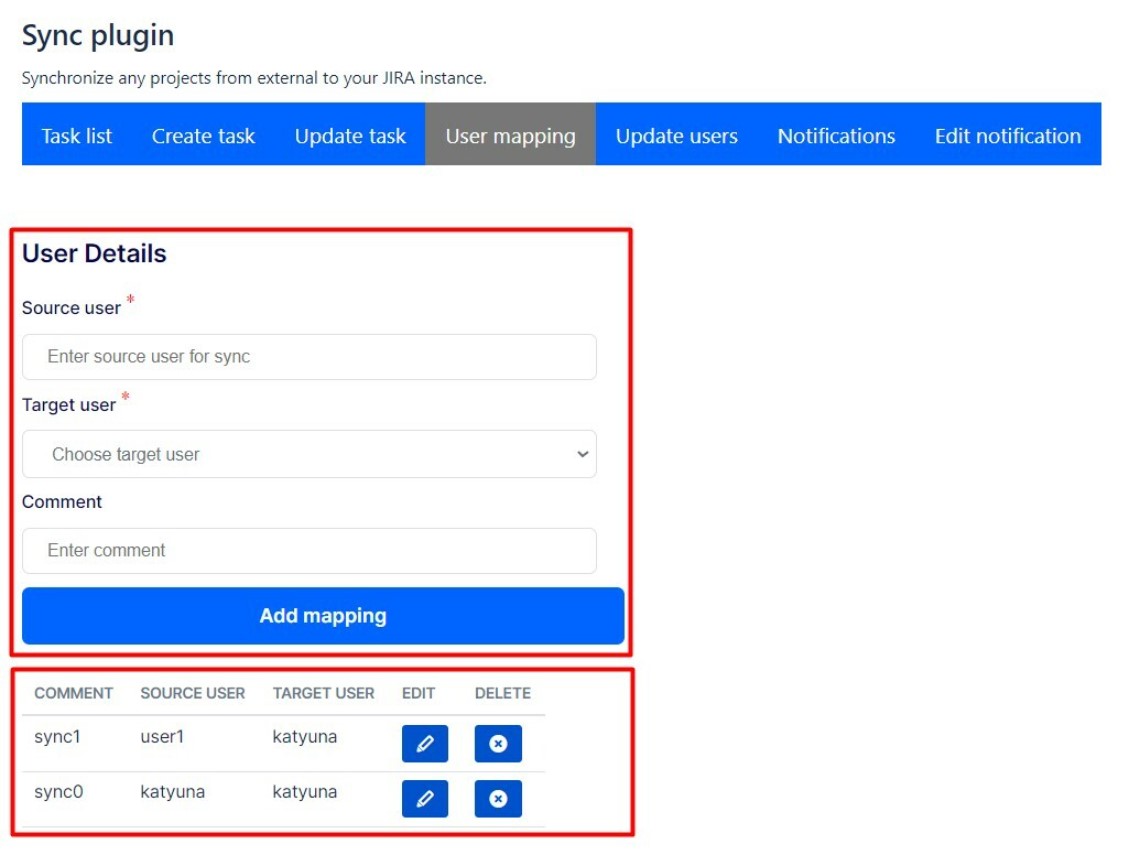 Sync plugin
Synchronize any projects from external to your JIRA instance.
Task list Create task Update task User mapping Update users Notifications Edit notification
User Details
Source user *
Enter source user for sync
Target user *
Choose target user
Comment
Enter comment
Add mapping
COMMENT SOURCE USER TARGET USER EDIT DELETE
sync1 user1 katyuna
sync0 katyuna katyuna